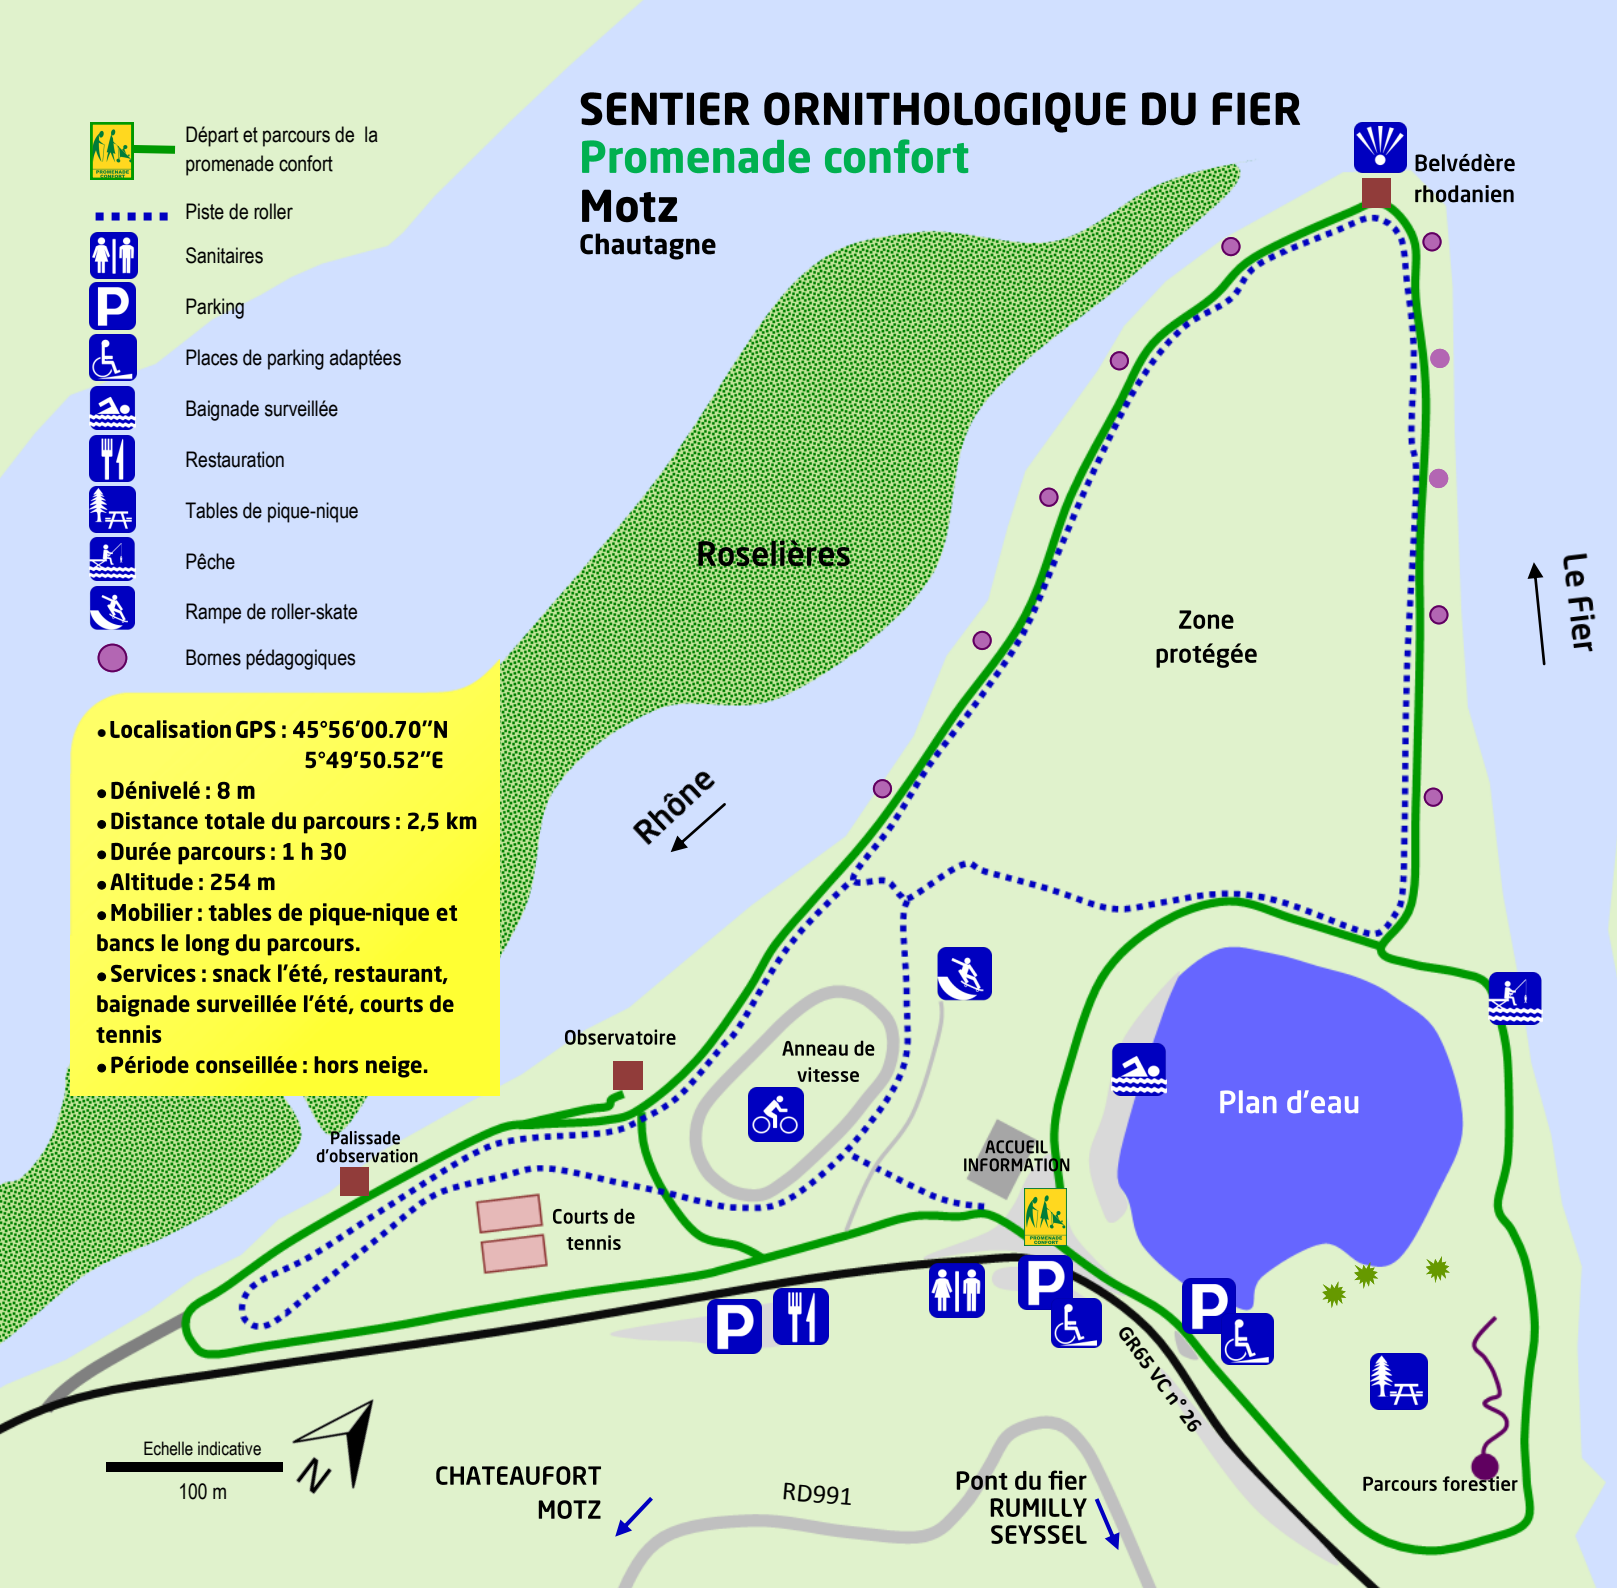 SENTIER ORNITHOLOGIQUE DU FIER
Promenade confort
Motz
Chautagne
PROMENADE
CONFORT
Départ et parcours de la
promenade confort
Piste de roller
Sanitaires
P
Parking
Places de parking adaptées
Baignade surveillée
Restauration
Tables de pique-nique
Pêche
Rampe de roller-skate
Bornes pédagogiques
• Localisation GPS : 45°56’00.70’’N
5°49’50.52’’E
• Dénivelé : 8 m
• Distance totale du parcours : 2,5 km
• Durée parcours : 1 h 30
• Altitude : 254 m
• Mobilier : tables de pique-nique et
bancs le long du parcours.
• Services : snack l’été, restaurant,
baignade surveillée l’été, courts de
tennis
• Période conseillée : hors neige.
Belvédère
rhodanien
Roselières
Zone
protégée
Le Fier
Rhône
Observatoire
Anneau de
vitesse
Palissade
d’observation
Courts de
tennis
ACCUEIL
INFORMATION
PROMENADE
CONFORT
Plan d’eau
P
P
P
GR65 VC n° 26
Parcours forestier
Echelle indicative
100 m
N
CHATEAUFORT
MOTZ
RD991
Pont du fier
RUMILLY
SEYSSEL